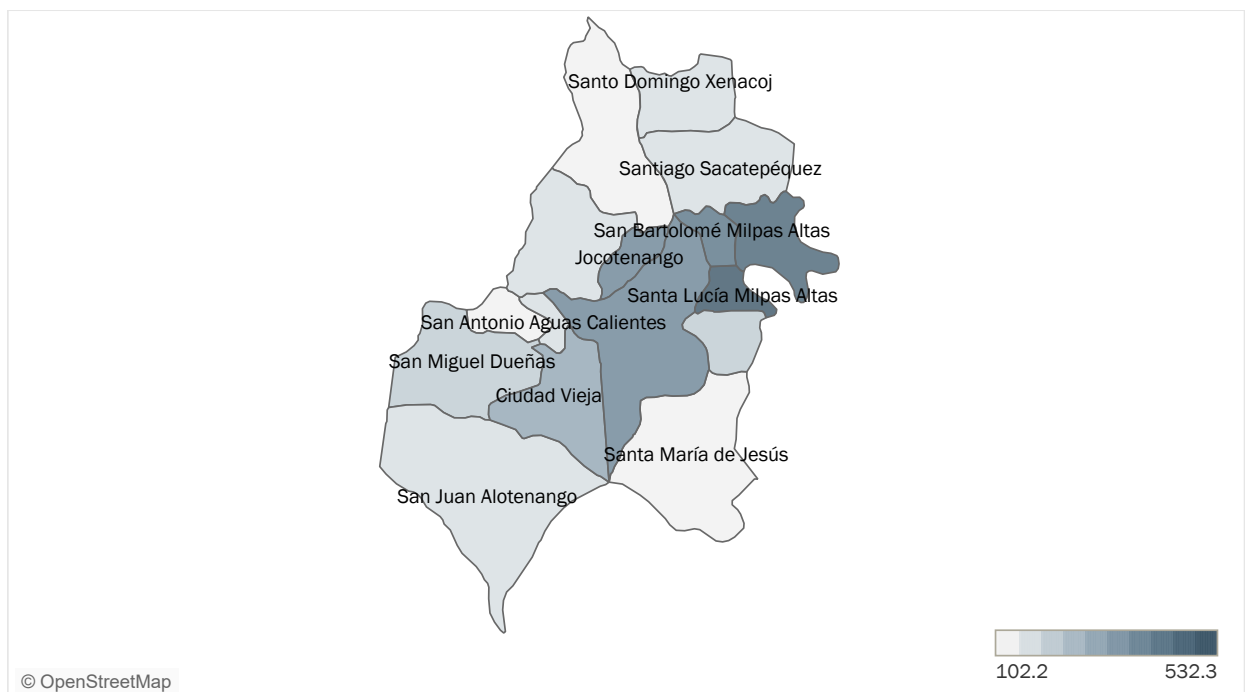 Santo Domingo Xenacoj
Santiago Sacatepéquez
San Bartolomé Milpas Altas
Jocotenango
Santa Lucía Milpas Altas
San Antonio Aguas Calientes
San Miguel Dueñas
Ciudad Vieja
Santa María de Jesús
San Juan Alotenango
102.2 532.3
© OpenStreetMap